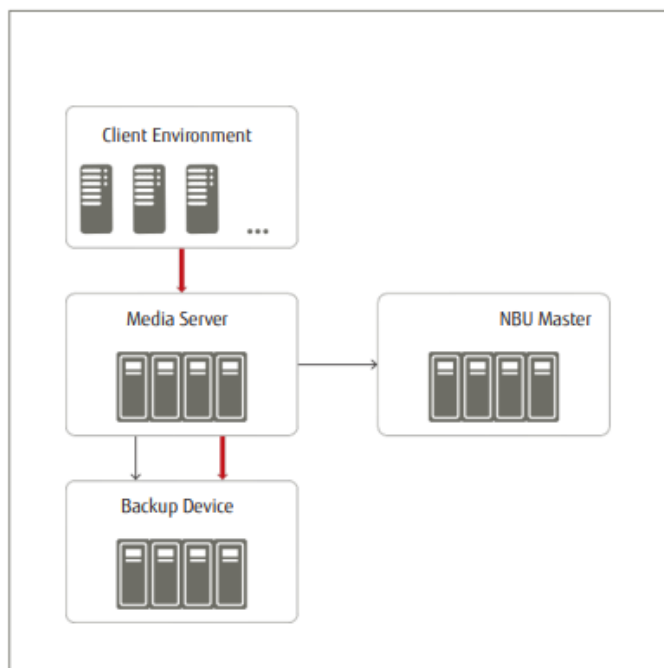 Client Environment
...
Media Server
NBU Master
Backup Device